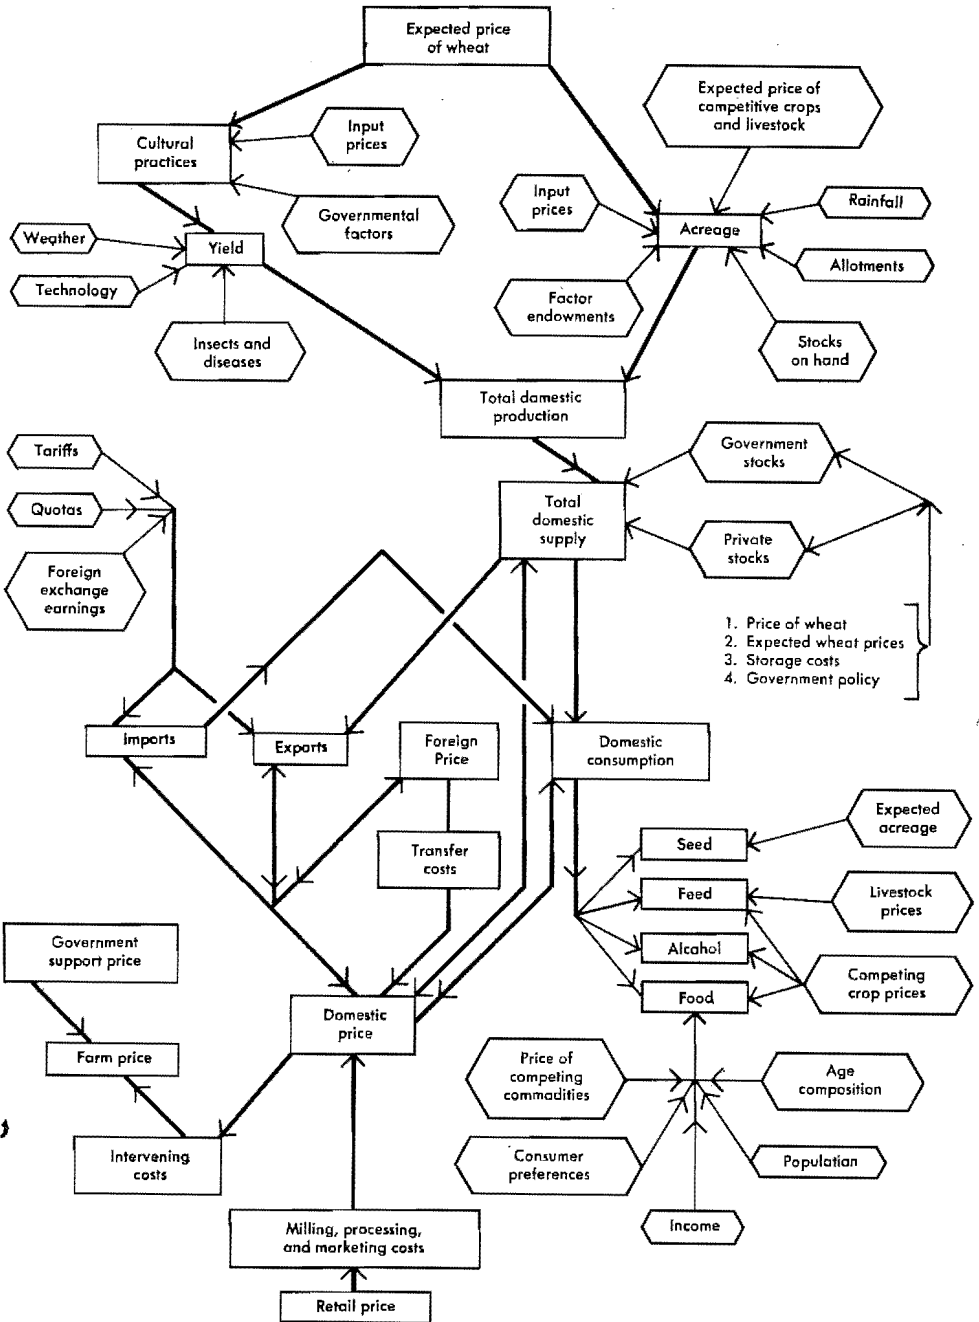 Expected price
of wheat
Expected price of
competitive crops
and livestock
Input
prices
Cultural
practices
Governmental
factors
Input
prices
Rainfall
Acreage
Weather
Yield
Technology
Allotments
Factor
endowments
Insects and
diseases
Stocks
on hand
Total domestic
production
Tariffs
Quotas
Foreign
exchange
earnings
Total
domestic
supply
Government
stocks
Private
stocks
1. Price of wheat
2. Expected wheat prices
3. Storage costs
4. Government policy
Imports
Exports
Foreign
Price
Domestic
consumption
Transfer
costs
Seed
Expected
acreage
Feed
Livestock
prices
Alcohol
Food
Competing
crop prices
Government
support price
Domestic
price
Farm price
Price of
competing
commodities
Age
composition
Intervening
costs
Consumer
preferences
Population
Income
Milling, processing,
and marketing costs
Retail price